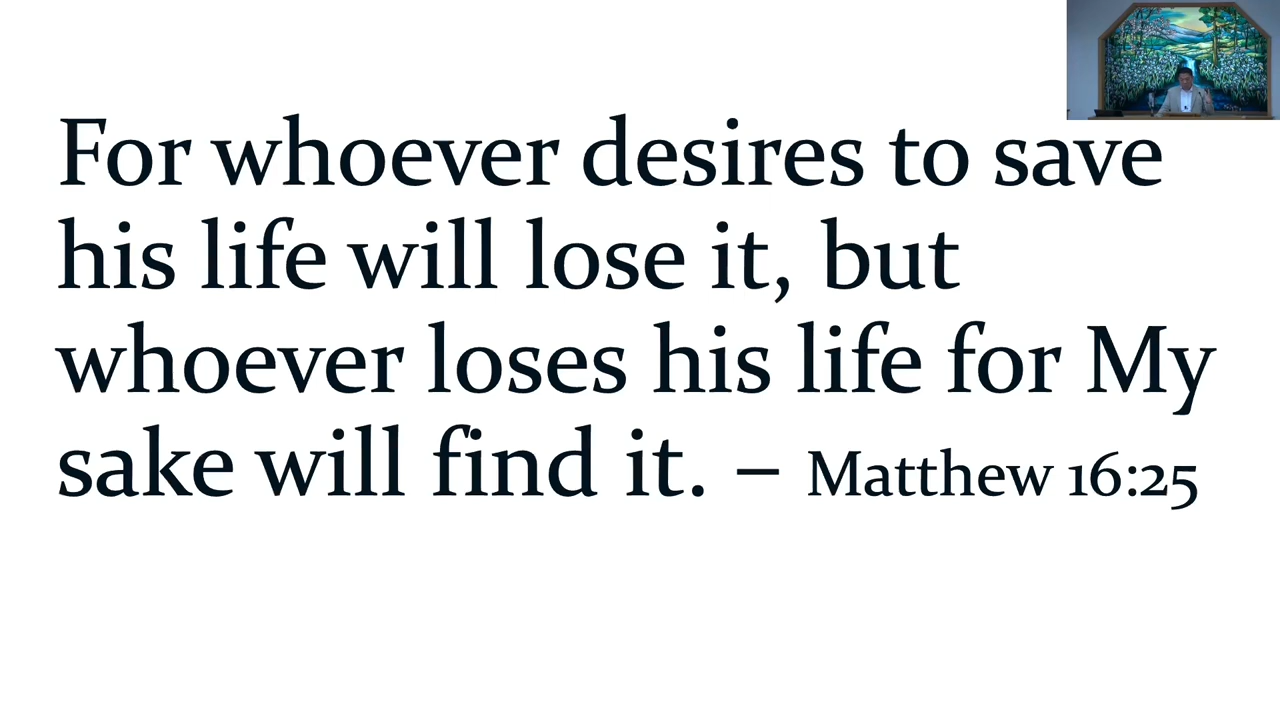 For whoever desires to save
his life will lose it, but
whoever loses his life for My
sake will find it. – Matthew 16:25